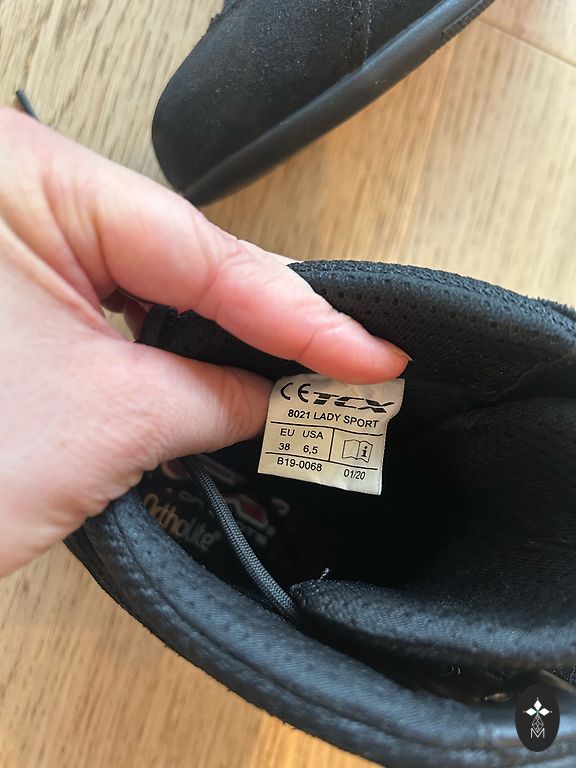 CE TCX
8021 LADY SPORT
EU USA
38 6,5
i
B19-0068 01/20
OrthoLite®
M